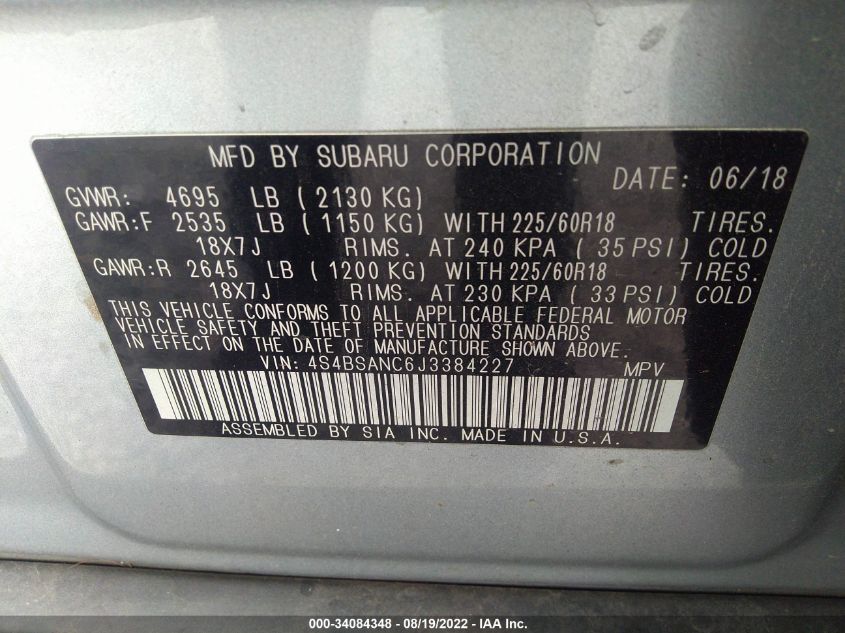 MFD BY SUBARU CORPORATION
DATE: 06/18
GVWR: 4695 LB ( 2130 KG)
GAWR:F 2535 LB ( 1150 KG) WITH 225/60R18 TIRES.
18X7J RIMS. AT 240 KPA ( 35 PSI) COLD
GAWR:R 2645 LB ( 1200 KG) WITH 225/60R18 TIRES.
18X7J RIMS. AT 230 KPA ( 33 PSI) COLD
THIS VEHICLE CONFORMS TO ALL APPLICABLE FEDERAL MOTOR
VEHICLE SAFETY AND THEFT PREVENTION STANDARDS
IN EFFECT ON THE DATE OF MANUFACTURE SHOWN ABOVE.
VIN: 4S4BSANC6J3384227 MPV
ASSEMBLED BY SIA INC. MADE IN U.S.A.
000-34084348 - 08/19/2022 - IAA Inc.